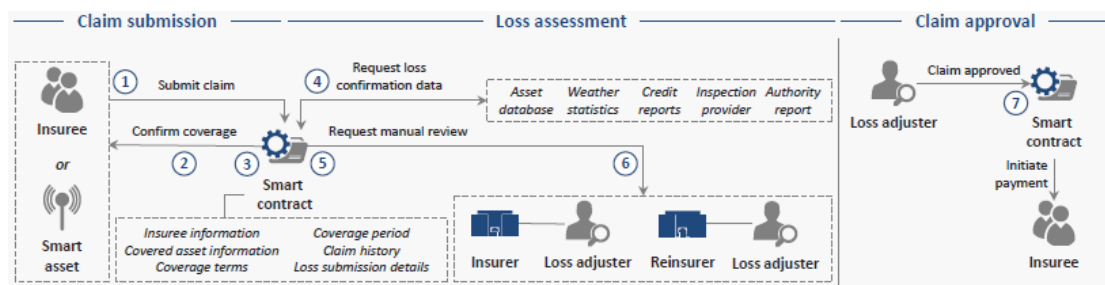 Claim submission
Loss assessment
Claim approval
1
Submit claim
Insuree
or
Smart
asset
Confirm coverage
2
3
Smart
contract
Insuree information
Covered asset information
Coverage terms
Coverage period
Claim history
Loss submission details
4
Request loss
confirmation data
Asset
database
Weather
statistics
Credit
reports
Inspection
provider
Authority
report
5
Request manual review
6
Insurer
Loss adjuster
Reinsurer
Loss adjuster
Loss adjuster
Claim approved
7
Smart
contract
Initiate
payment
Insuree